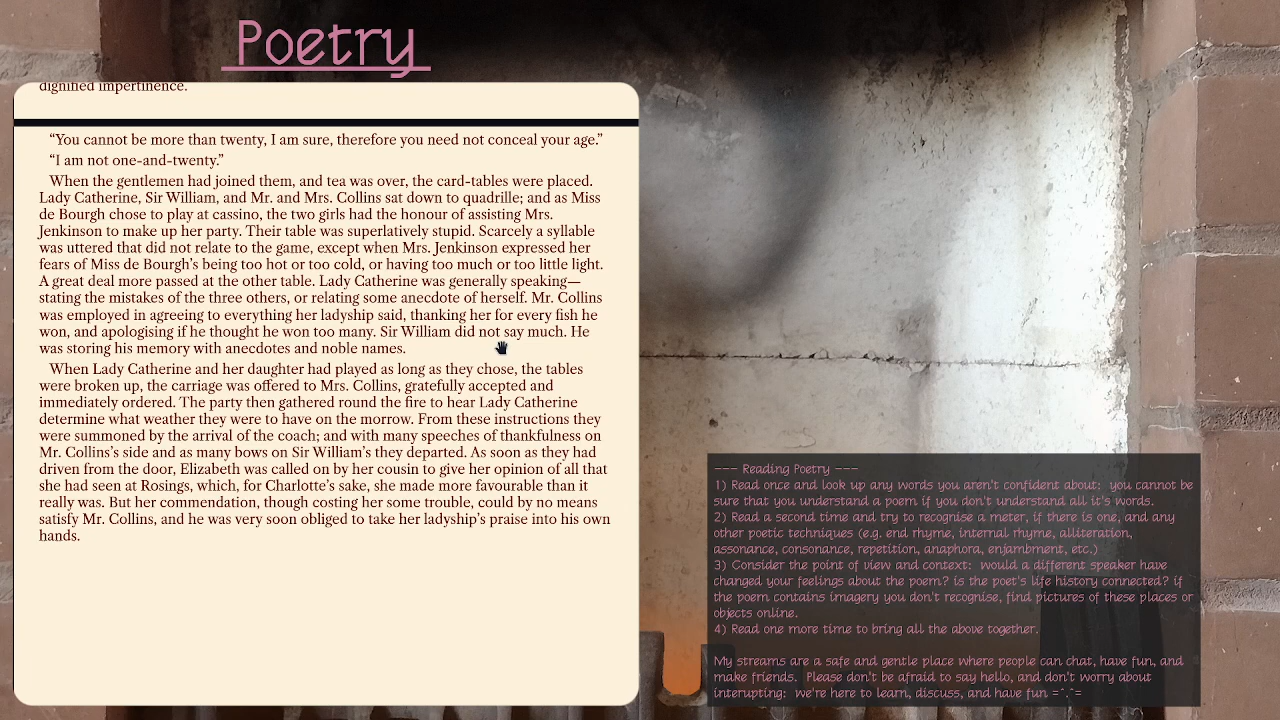 Poetry
dignified impertinence.
“You cannot be more than twenty, I am sure, therefore you need not conceal your age.”
“I am not one-and-twenty.”
When the gentlemen had joined them, and tea was over, the card-tables were placed.
Lady Catherine, Sir William, and Mr. and Mrs. Collins sat down to quadrille; and as Miss
de Bourgh chose to play at cassino, the two girls had the honour of assisting Mrs.
Jenkinson to make up her party. Their table was superlatively stupid. Scarcely a syllable
was uttered that did not relate to the game, except when Mrs. Jenkinson expressed her
fears of Miss de Bourgh’s being too hot or too cold, or having too much or too little light.
A great deal more passed at the other table. Lady Catherine was generally speaking—
stating the mistakes of the three others, or relating some anecdote of herself. Mr. Collins
was employed in agreeing to everything her ladyship said, thanking her for every fish he
won, and apologising if he thought he won too many. Sir William did not say much. He
was storing his memory with anecdotes and noble names.
When Lady Catherine and her daughter had played as long as they chose, the tables
were broken up, the carriage was offered to Mrs. Collins, gratefully accepted and
immediately ordered. The party then gathered round the fire to hear Lady Catherine
determine what weather they were to have on the morrow. From these instructions they
were summoned by the arrival of the coach; and with many speeches of thankfulness on
Mr. Collins’s side and as many bows on Sir William’s they departed. As soon as they had
driven from the door, Elizabeth was called on by her cousin to give her opinion of all that
she had seen at Rosings, which, for Charlotte’s sake, she made more favourable than it
really was. But her commendation, though costing her some trouble, could by no means
satisfy Mr. Collins, and he was very soon obliged to take her ladyship’s praise into his own
hands.
--- Reading Poetry ---
1) Read once and look up any words you aren't confident about: you cannot be
sure that you understand a poem if you don't understand all it's words.
2) Read a second time and try to recognise a meter, if there is one, and any
other poetic techniques (e.g. end rhyme, internal rhyme, alliteration,
assonance, consonance, repetition, anaphora, enjambment, etc.)
3) Consider the point of view and context: would a different speaker have
changed your feelings about the poem? is the poet's life history connected? if
the poem contains imagery you don't recognise, find pictures of these places or
objects online.
4) Read one more time to bring all the above together.
My streams are a safe and gentle place where people can chat, have fun, and
make friends. Please don't be afraid to say hello, and don't worry about
interupting: we're here to learn, discuss, and have fun =^.^=